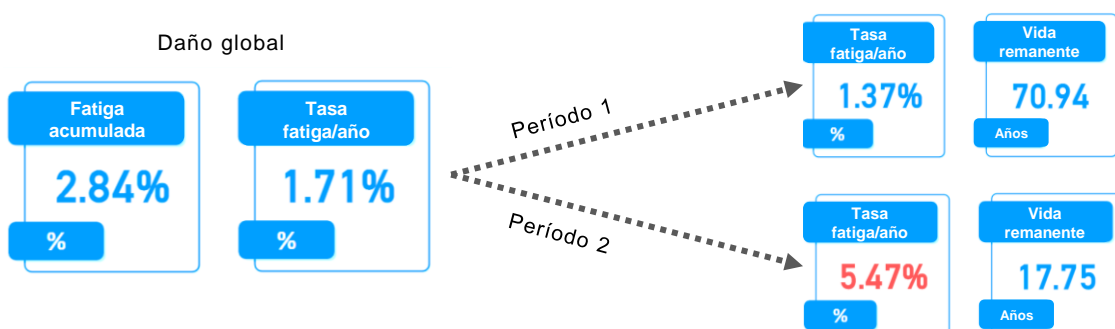 Daño global
Fatiga
acumulada
2.84%
%
Tasa
fatiga/año
1.71%
%
Período 1
Tasa
fatiga/año
1.37%
%
Vida
remanente
70.94
Años
Período 2
Tasa
fatiga/año
5.47%
%
Vida
remanente
17.75
Años